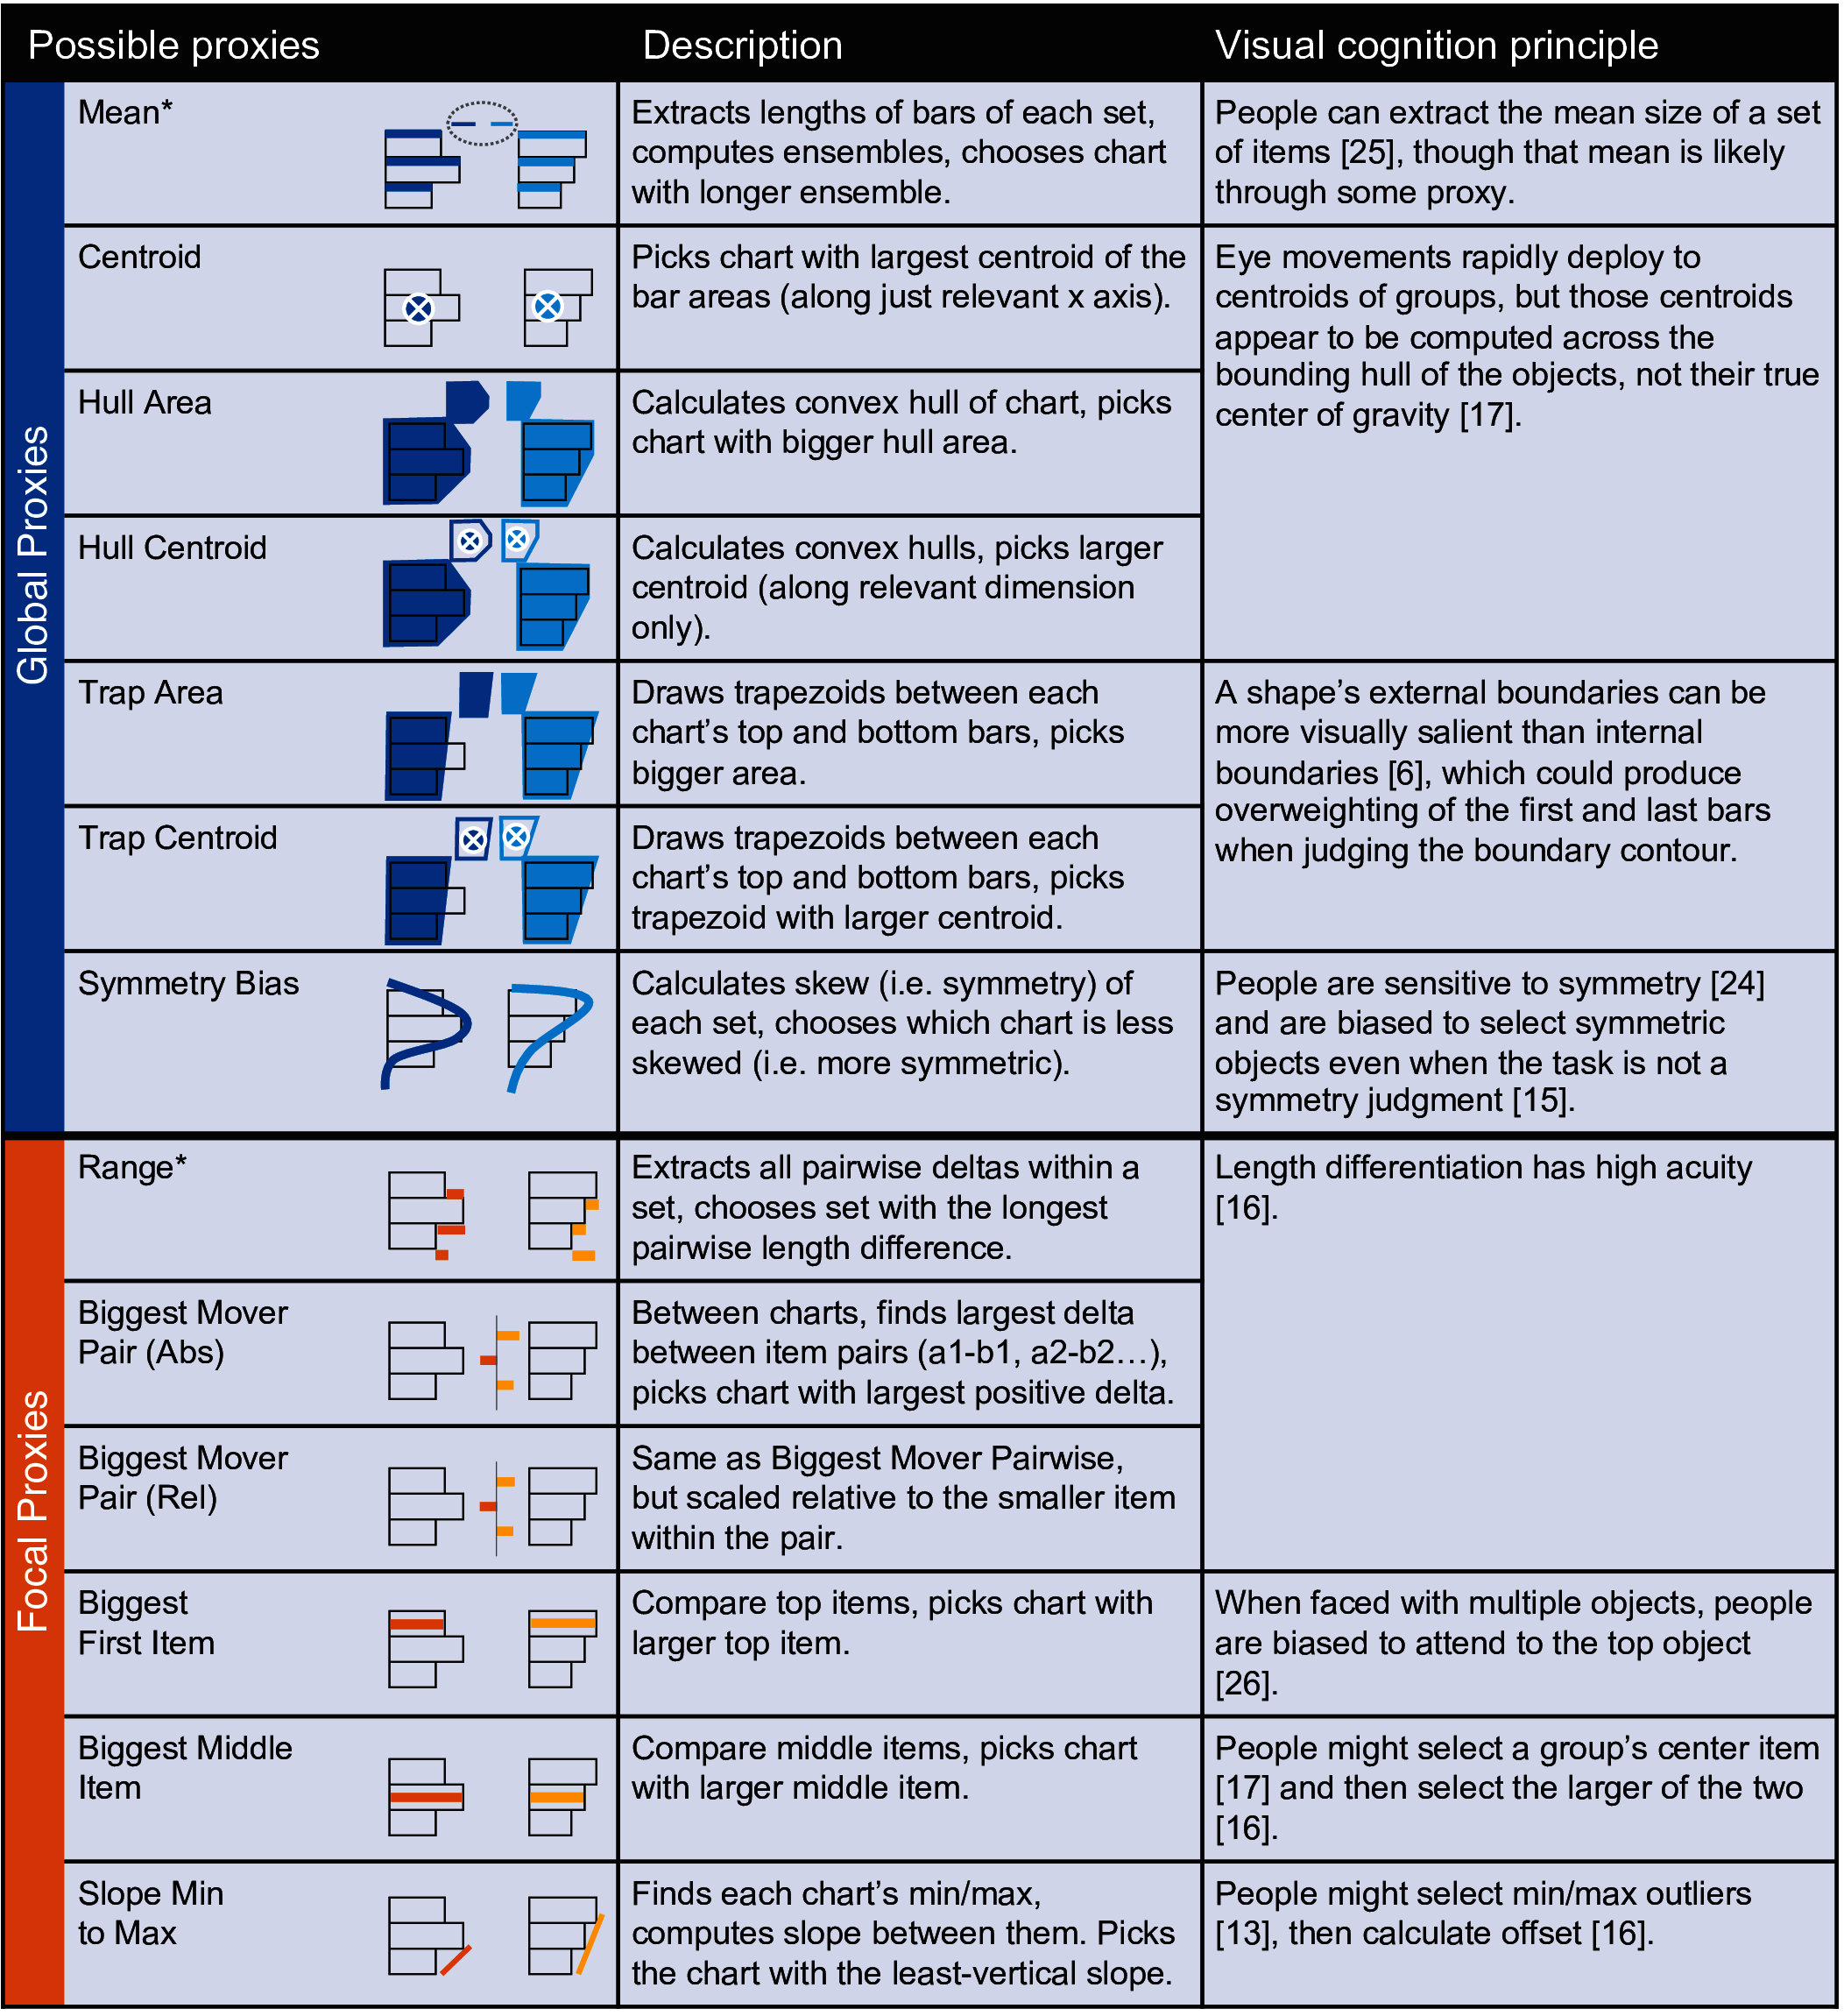 Possible proxies
Description
Visual cognition principle
Global Proxies
Mean*
Extracts lengths of bars of each set,
computes ensembles, chooses chart
with longer ensemble.
People can extract the mean size of a set
of items [25], though that mean is likely
through some proxy.
Centroid
Picks chart with largest centroid of the
bar areas (along just relevant x axis).
Eye movements rapidly deploy to
centroids of groups, but those centroids
appear to be computed across the
bounding hull of the objects, not their true
center of gravity [17].
Hull Area
Calculates convex hull of chart, picks
chart with bigger hull area.
Hull Centroid
Calculates convex hulls, picks larger
centroid (along relevant dimension
only).
Trap Area
Draws trapezoids between each
chart's top and bottom bars, picks
bigger area.
A shape's external boundaries can be
more visually salient than internal
boundaries [6], which could produce
overweighting of the first and last bars
when judging the boundary contour.
Trap Centroid
Draws trapezoids between each
chart's top and bottom bars, picks
trapezoid with larger centroid.
Symmetry Bias
Calculates skew (i.e. symmetry) of
each set, chooses which chart is less
skewed (i.e. more symmetric).
People are sensitive to symmetry [24]
and are biased to select symmetric
objects even when the task is not a
symmetry judgment [15].
Focal Proxies
Range*
Extracts all pairwise deltas within a
set, chooses set with the longest
pairwise length difference.
Length differentiation has high acuity
[16].
Biggest Mover
Pair (Abs)
Between charts, finds largest delta
between item pairs (a1-b1, a2-b2…),
picks chart with largest positive delta.
Biggest Mover
Pair (Rel)
Same as Biggest Mover Pairwise,
but scaled relative to the smaller item
within the pair.
Biggest
First Item
Compare top items, picks chart with
larger top item.
When faced with multiple objects, people
are biased to attend to the top object
[26].
Biggest Middle
Item
Compare middle items, picks chart
with larger middle item.
People might select a group's center item
[17] and then select the larger of the two
[16].
Slope Min
to Max
Finds each chart's min/max,
computes slope between them. Picks
the chart with the least-vertical slope.
People might select min/max outliers
[13], then calculate offset [16].